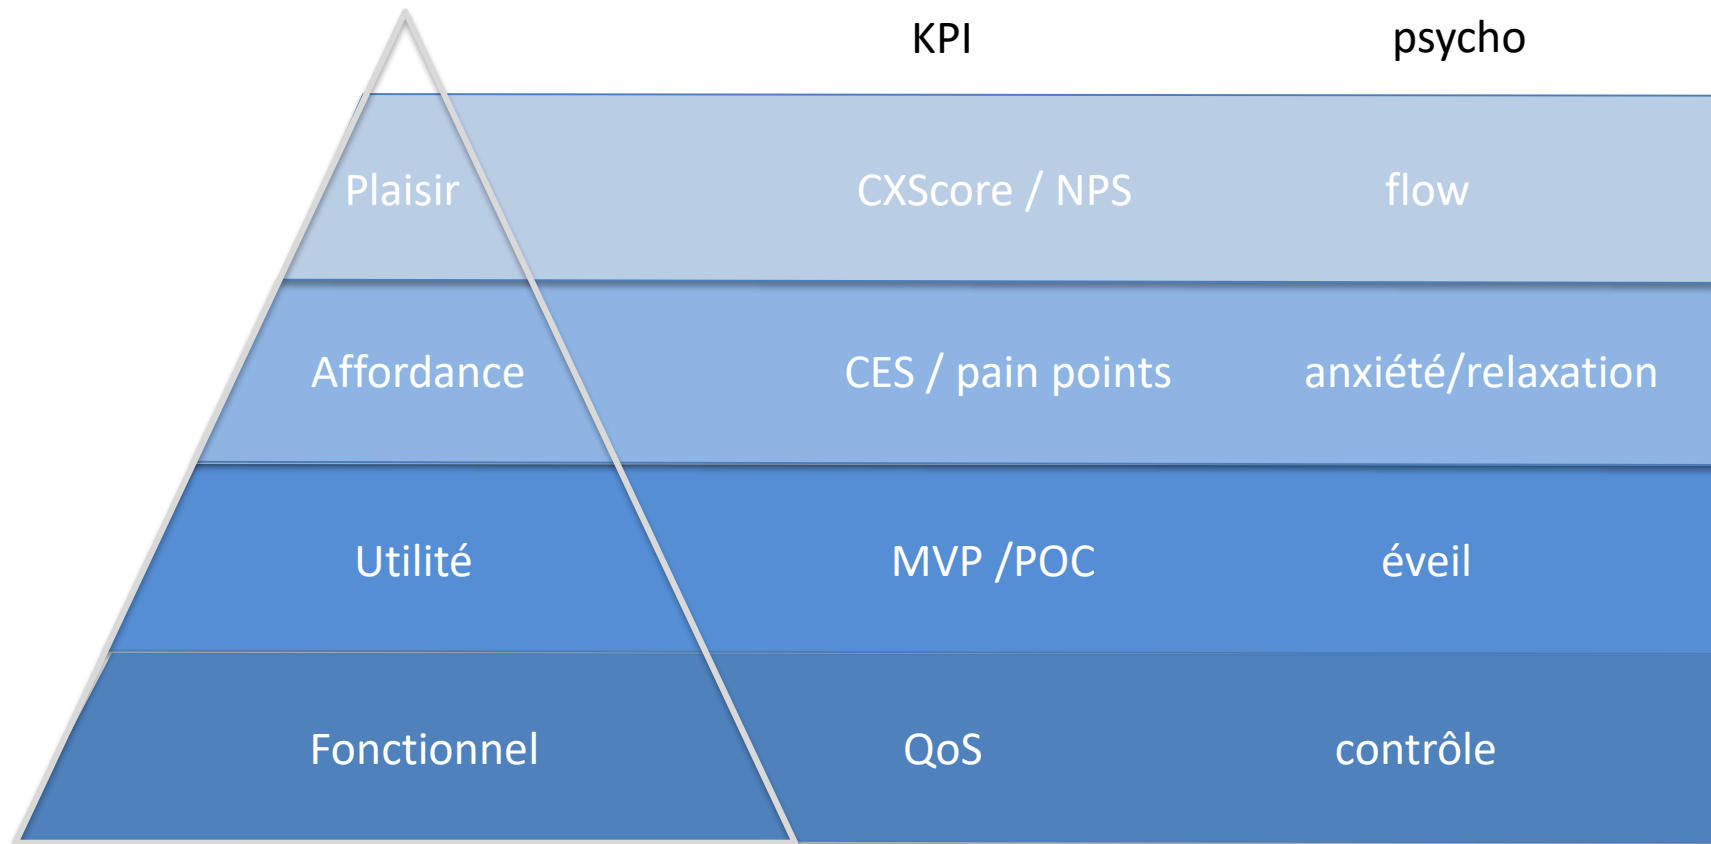 KPI psycho
Plaisir CXScore / NPS flow
Affordance CES / pain points anxiété/relaxation
Utilité MVP /POC éveil
Fonctionnel QoS contrôle